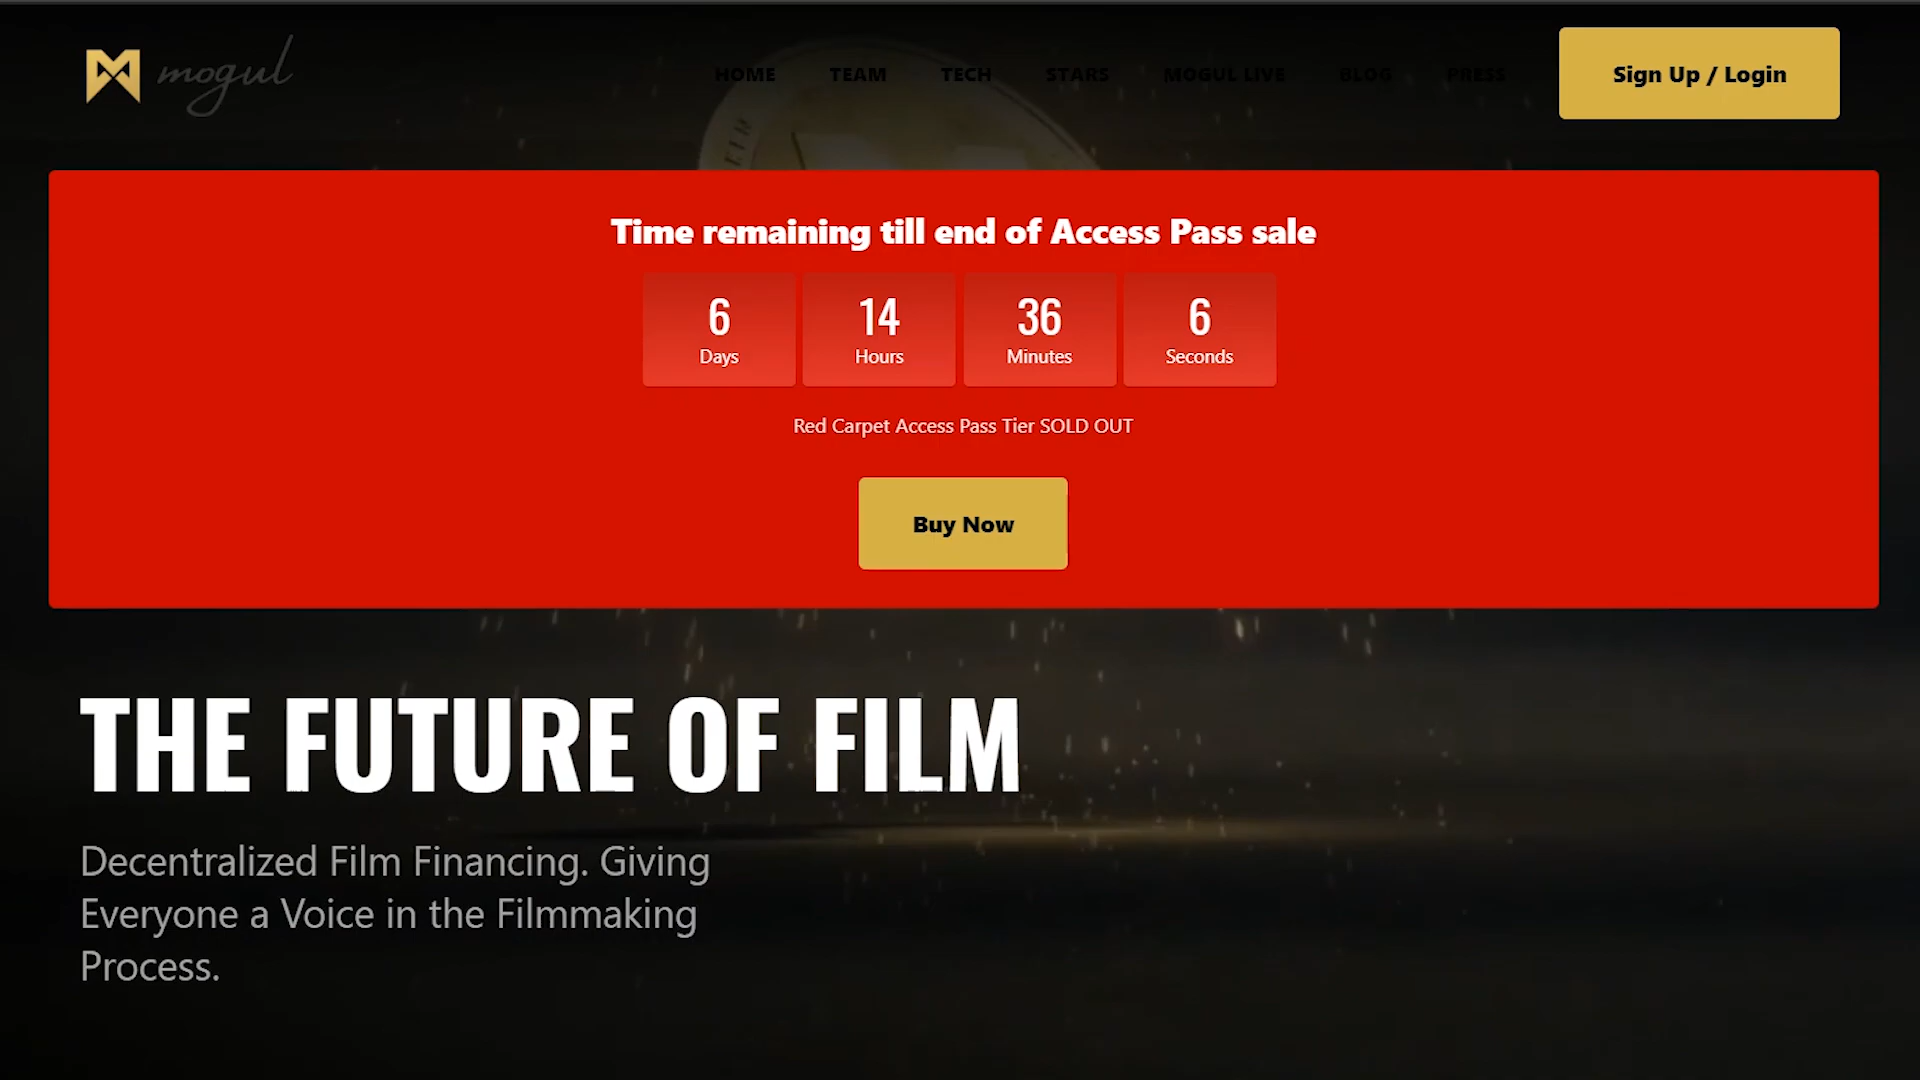 mogul
HOME TEAM TECH STARS MOGUL LIVE BLOG PRESS
Sign Up / Login
Time remaining till end of Access Pass sale
6 14 36 6
Days Hours Minutes Seconds
Red Carpet Access Pass Tier SOLD OUT
Buy Now
THE FUTURE OF FILM
Decentralized Film Financing. Giving
Everyone a Voice in the Filmmaking
Process.